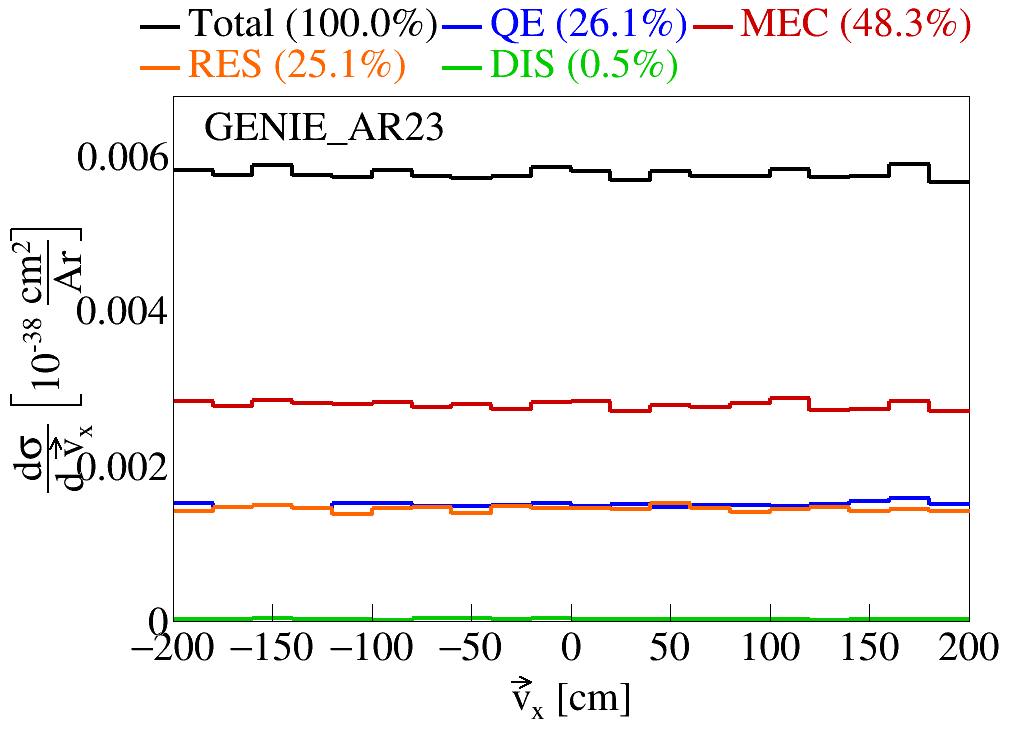 Total (100.0%) QE (26.1%) MEC (48.3%)
RES (25.1%) DIS (0.5%)
GENIE_AR23
0.006
0.004
0.002
0
dσ/dv⃗ₓ [10⁻³⁸ cm²/Ar]
−200 −150 −100 −50 0 50 100 150 200
v⃗ₓ [cm]